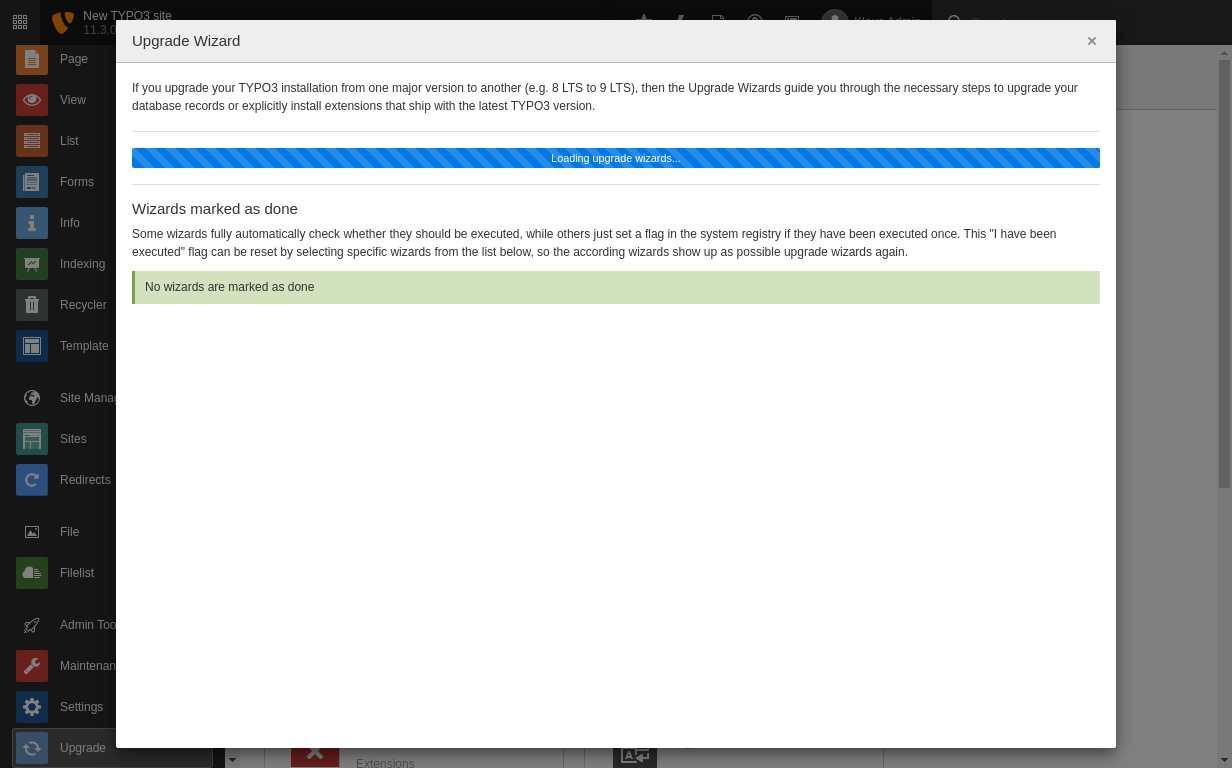 New TYPO3 site
11.3.0
Upgrade Wizard
×
Page
If you upgrade your TYPO3 installation from one major version to another (e.g. 8 LTS to 9 LTS), then the Upgrade Wizards guide you through the necessary steps to upgrade your
database records or explicitly install extensions that ship with the latest TYPO3 version.
View
List
Loading upgrade wizards...
Forms
Wizards marked as done
Info
Some wizards fully automatically check whether they should be executed, while others just set a flag in the system registry if they have been executed once. This "I have been
executed" flag can be reset by selecting specific wizards from the list below, so the according wizards show up as possible upgrade wizards again.
Indexing
No wizards are marked as done
Recycler
Template
Site Manag
Sites
Redirects
File
Filelist
Admin Too
Maintenan
Settings
Upgrade
Extensions